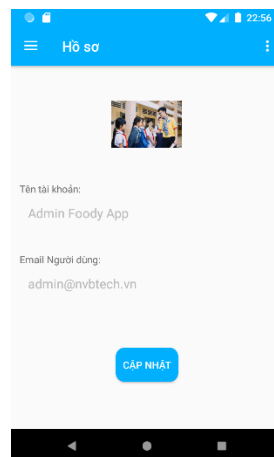 22:56
Hồ sơ
Tên tài khoản:
Admin Foody App
Email Người dùng:
admin@nvbtech.vn
CẬP NHẬT